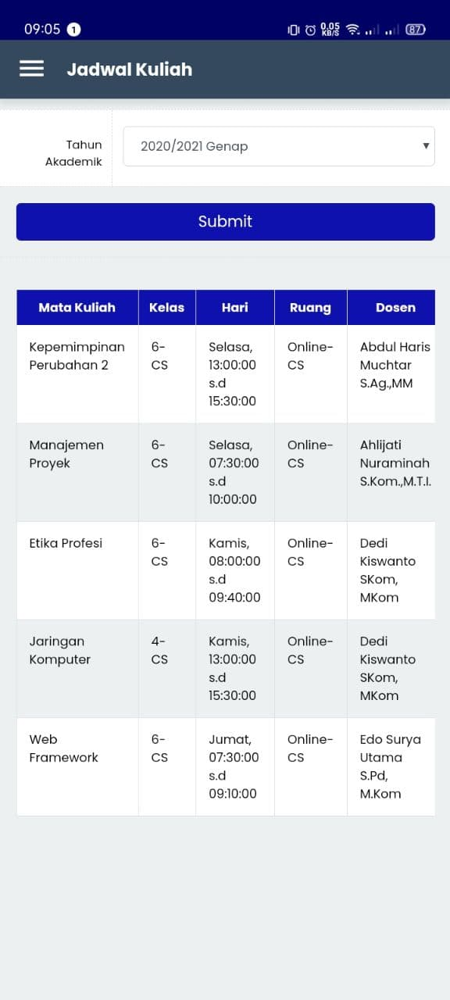 09:05 1 0.05 KB/S 87
Jadwal Kuliah
Tahun
Akademik
2020/2021 Genap
Submit
Mata Kuliah Kelas Hari Ruang Dosen
Kepemimpinan 6- Selasa, Online- Abdul Haris
Perubahan 2 CS 13:00:00 CS Muchtar
s.d S.Ag.,MM
15:30:00
Manajemen 6- Selasa, Online- Ahlijati
Proyek CS 07:30:00 CS Nuraminah
s.d S.Kom.,M.T.I.
10:00:00
Etika Profesi 6- Kamis, Online- Dedi
CS 08:00:00 CS Kiswanto
s.d SKom,
09:40:00 MKom
Jaringan 4- Kamis, Online- Dedi
Komputer CS 13:00:00 CS Kiswanto
s.d SKom,
15:30:00 MKom
Web 6- Jumat, Online- Edo Surya
Framework CS 07:30:00 CS Utama
s.d S.Pd,
09:10:00 M.Kom